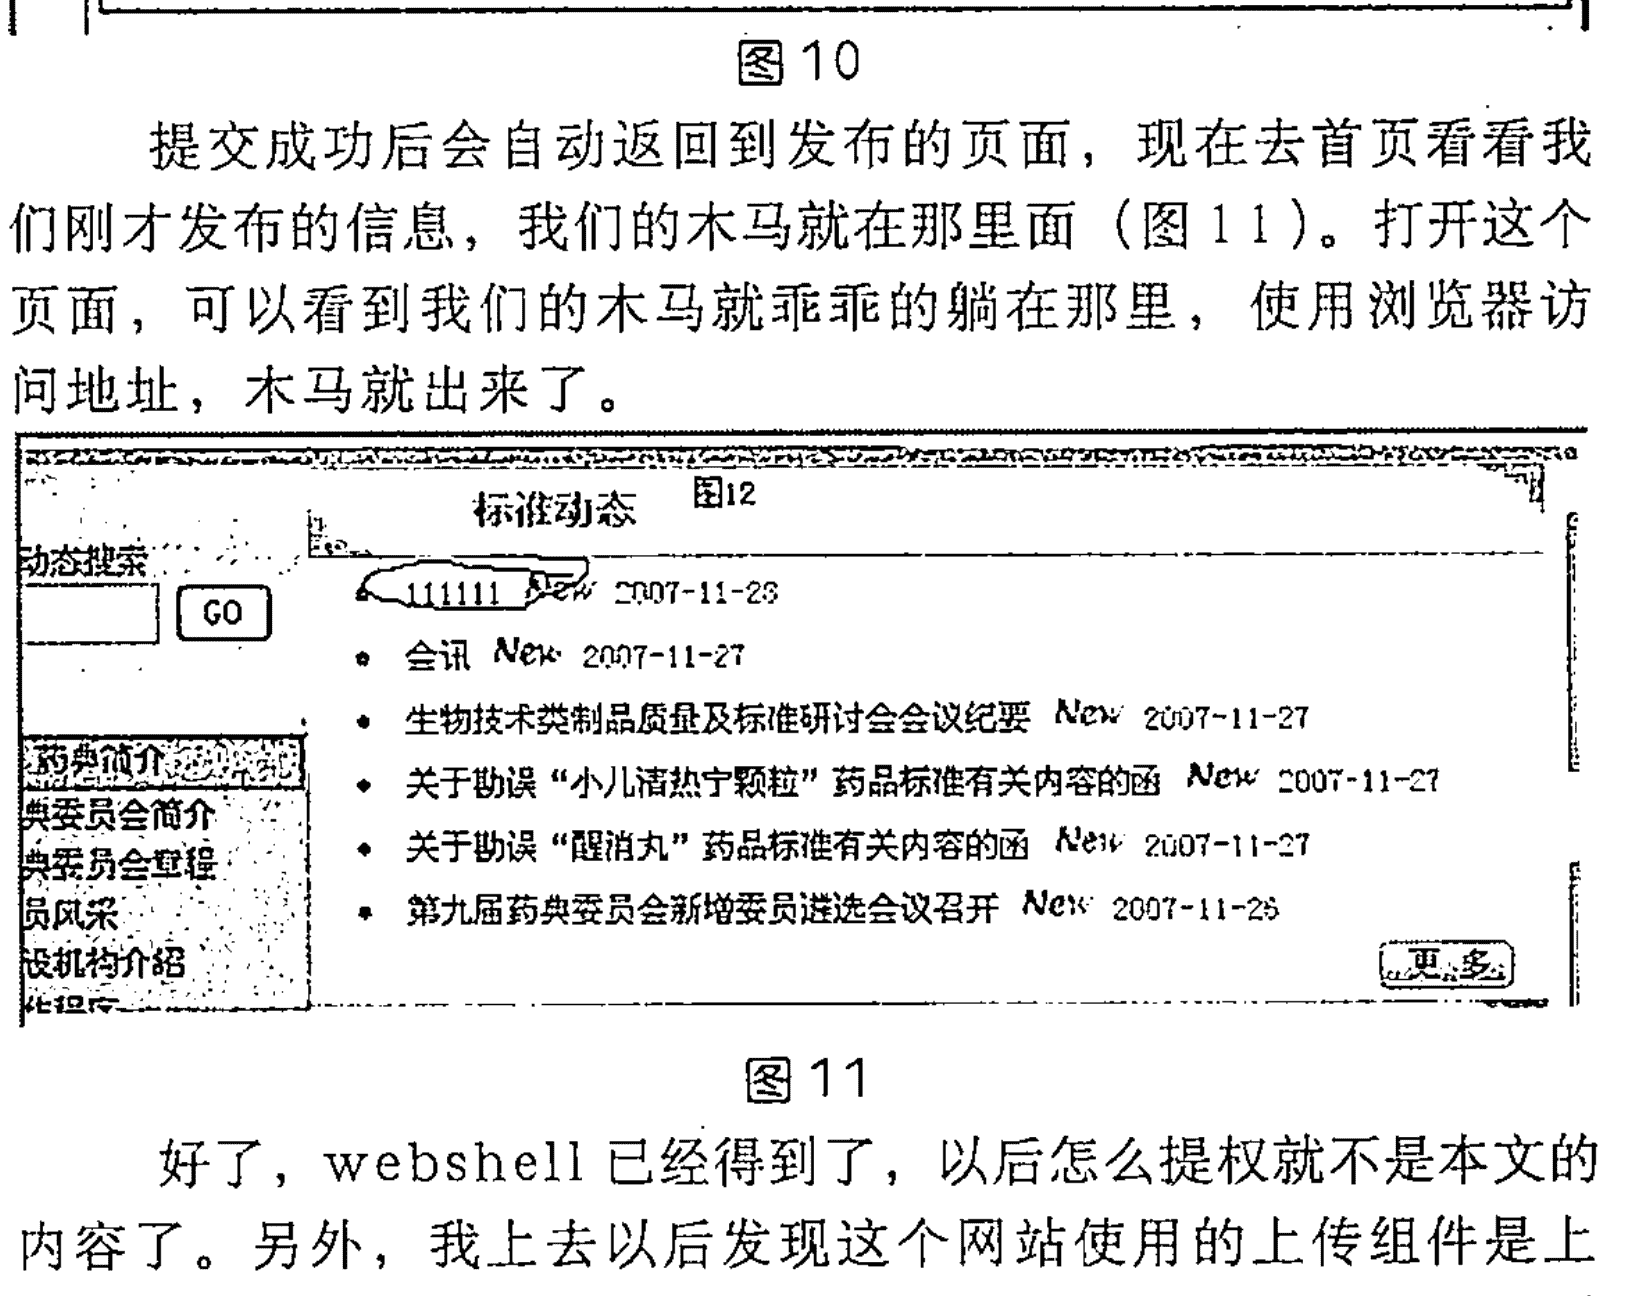 图10
提交成功后会自动返回到发布的页面，现在去首页看看我
们刚才发布的信息，我们的木马就在那里面（图11）。打开这个
页面，可以看到我们的木马就乖乖的躺在那里，使用浏览器访
问地址，木马就出来了。
标准动态 图12
动态搜索
GO
111111 New 2007-11-28
会讯 New 2007-11-27
生物技术类制品质量及标准研讨会会议纪要 New 2007-11-27
关于勘误“小儿清热宁颗粒”药品标准有关内容的函 New 2007-11-27
关于勘误“醒消丸”药品标准有关内容的函 New 2007-11-27
第九届药典委员会新增委员遴选会议召开 New 2007-11-26
更多
药典简介
典委员会简介
典委员会章程
员风采
设机构介绍
作程序
图11
好了，webshell已经得到了，以后怎么提权就不是本文的
内容了。另外，我上去以后发现这个网站使用的上传组件是上